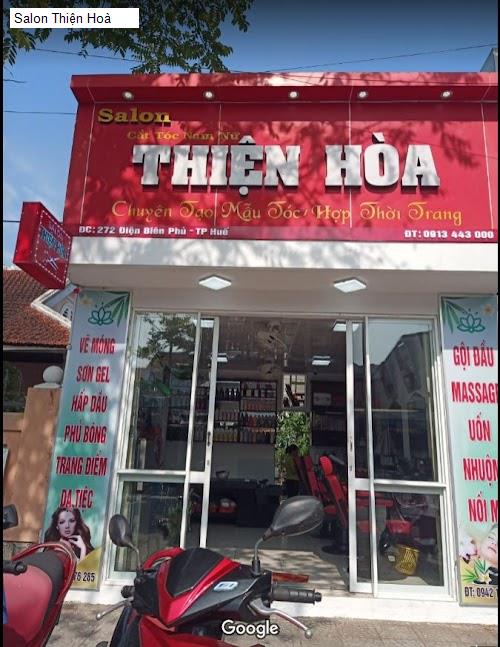 Salon Thiện Hoà
Salon
Cắt Tóc Nam Nữ
THIỆN HÒA
Chuyên Tạo Mẫu Tóc Hợp Thời Trang
ĐC: 272 Điện Biên Phủ - TP Huế
ĐT: 0913 443 000
VẼ MÓNG
SƠN GEL
HẤP DẦU
PHỦ BÓNG
TRANG ĐIỂM
DẠ TIỆC
GỘI ĐẦU
MASSAGE
UỐN
NHUỘM
NỐI M
ĐT: 0942
Google